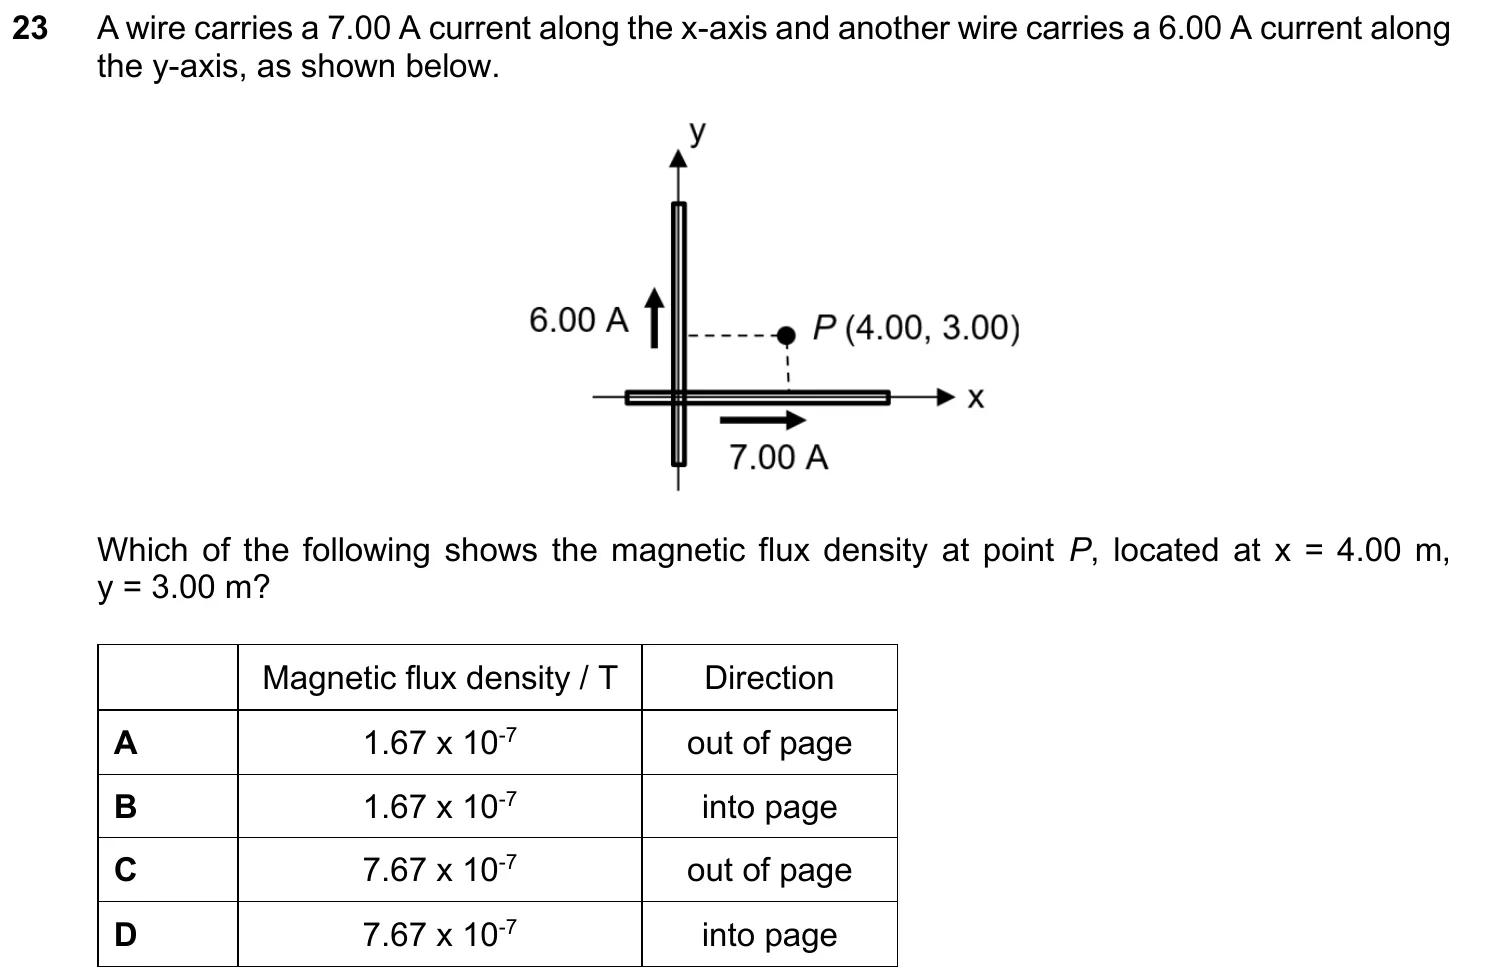 23 A wire carries a 7.00 A current along the x-axis and another wire carries a 6.00 A current along
the y-axis, as shown below.
y
6.00 A
P (4.00, 3.00)
x
7.00 A
Which of the following shows the magnetic flux density at point P, located at x = 4.00 m,
y = 3.00 m?
Magnetic flux density / T Direction
A 1.67 x 10⁻⁷ out of page
B 1.67 x 10⁻⁷ into page
C 7.67 x 10⁻⁷ out of page
D 7.67 x 10⁻⁷ into page